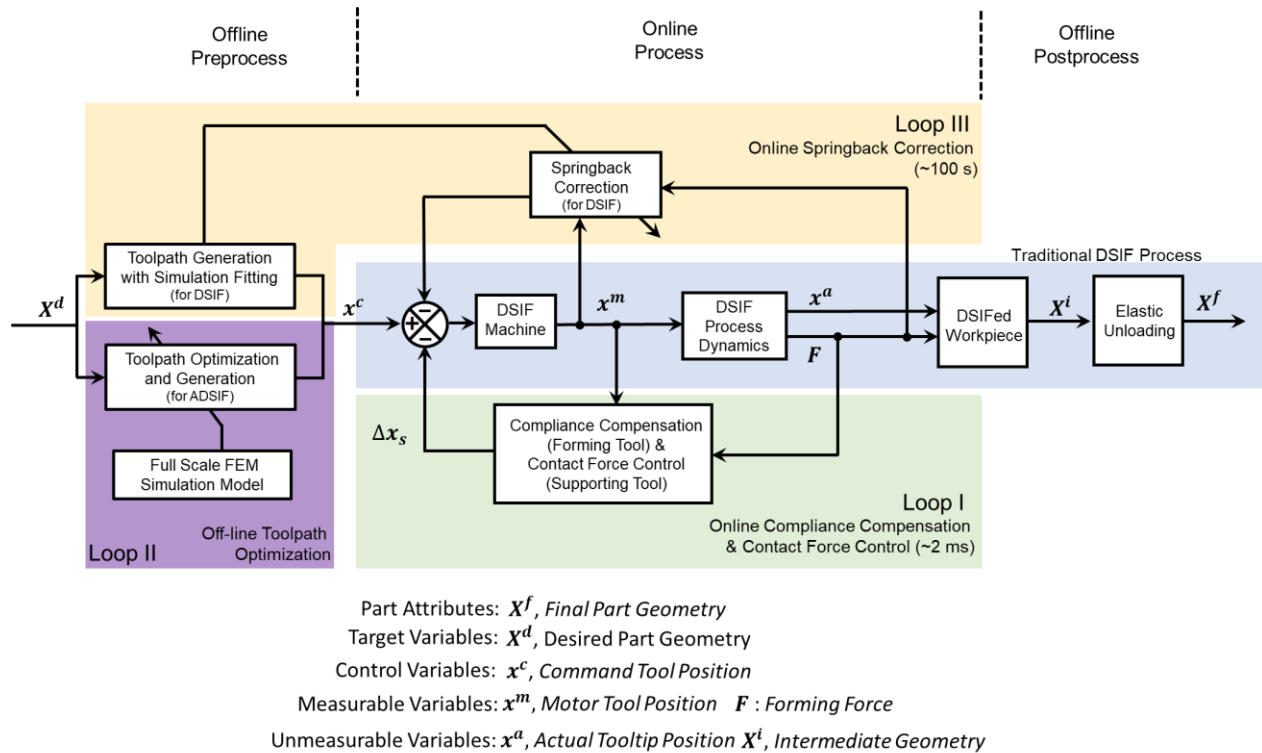 Offline
Preprocess
Online
Process
Offline
Postprocess
Loop III
Online Springback Correction
(~100 s)
Springback
Correction
(for DSIF)
Toolpath Generation
with Simulation Fitting
(for DSIF)
Traditional DSIF Process
X^d
x^c
+
−
−
DSIF
Machine
x^m
DSIF
Process
Dynamics
x^a
F
DSIFed
Workpiece
X^i
Elastic
Unloading
X^f
Toolpath Optimization
and Generation
(for ADSIF)
Full Scale FEM
Simulation Model
Loop II
Off-line Toolpath
Optimization
Δx_s
Compliance Compensation
(Forming Tool) &
Contact Force Control
(Supporting Tool)
Loop I
Online Compliance Compensation
& Contact Force Control (~2 ms)
Part Attributes: X^f, Final Part Geometry
Target Variables: X^d, Desired Part Geometry
Control Variables: x^c, Command Tool Position
Measurable Variables: x^m, Motor Tool Position F : Forming Force
Unmeasurable Variables: x^a, Actual Tooltip Position X^i, Intermediate Geometry